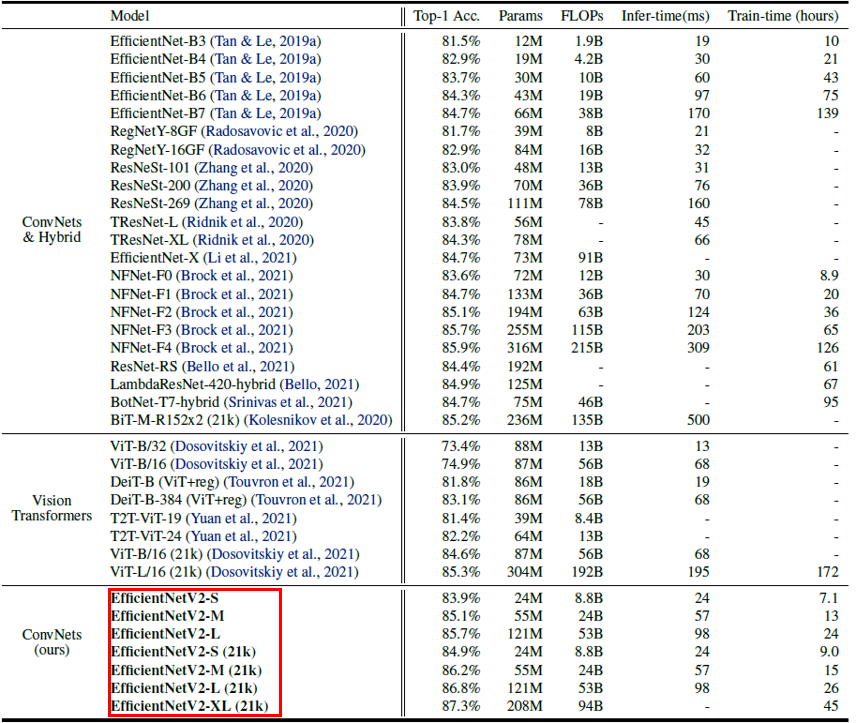 Model Top-1 Acc. Params FLOPs Infer-time(ms) Train-time (hours)
EfficientNet-B3 (Tan & Le, 2019a) 81.5% 12M 1.9B 19 10
EfficientNet-B4 (Tan & Le, 2019a) 82.9% 19M 4.2B 30 21
EfficientNet-B5 (Tan & Le, 2019a) 83.7% 30M 10B 60 43
EfficientNet-B6 (Tan & Le, 2019a) 84.3% 43M 19B 97 75
EfficientNet-B7 (Tan & Le, 2019a) 84.7% 66M 38B 170 139
RegNetY-8GF (Radosavovic et al., 2020) 81.7% 39M 8B 21 -
RegNetY-16GF (Radosavovic et al., 2020) 82.9% 84M 16B 32 -
ResNeSt-101 (Zhang et al., 2020) 83.0% 48M 13B 31 -
ResNeSt-200 (Zhang et al., 2020) 83.9% 70M 36B 76 -
ResNeSt-269 (Zhang et al., 2020) 84.5% 111M 78B 160 -
ConvNets
& Hybrid
TResNet-L (Ridnik et al., 2020) 83.8% 56M - 45 -
TResNet-XL (Ridnik et al., 2020) 84.3% 78M - 66 -
EfficientNet-X (Li et al., 2021) 84.7% 73M 91B - -
NFNet-F0 (Brock et al., 2021) 83.6% 72M 12B 30 8.9
NFNet-F1 (Brock et al., 2021) 84.7% 133M 36B 70 20
NFNet-F2 (Brock et al., 2021) 85.1% 194M 63B 124 36
NFNet-F3 (Brock et al., 2021) 85.7% 255M 115B 203 65
NFNet-F4 (Brock et al., 2021) 85.9% 316M 215B 309 126
ResNet-RS (Bello et al., 2021) 84.4% 192M - - 61
LambdaResNet-420-hybrid (Bello, 2021) 84.9% 125M - - 67
BotNet-T7-hybrid (Srinivas et al., 2021) 84.7% 75M 46B - 95
BiT-M-R152x2 (21k) (Kolesnikov et al., 2020) 85.2% 236M 135B 500 -
ViT-B/32 (Dosovitskiy et al., 2021) 73.4% 88M 13B 13 -
ViT-B/16 (Dosovitskiy et al., 2021) 74.9% 87M 56B 68 -
DeiT-B (ViT+reg) (Touvron et al., 2021) 81.8% 86M 18B 19 -
Vision
Transformers
DeiT-B-384 (ViT+reg) (Touvron et al., 2021) 83.1% 86M 56B 68 -
T2T-ViT-19 (Yuan et al., 2021) 81.4% 39M 8.4B - -
T2T-ViT-24 (Yuan et al., 2021) 82.2% 64M 13B - -
ViT-B/16 (21k) (Dosovitskiy et al., 2021) 84.6% 87M 56B 68 -
ViT-L/16 (21k) (Dosovitskiy et al., 2021) 85.3% 304M 192B 195 172
EfficientNetV2-S 83.9% 24M 8.8B 24 7.1
EfficientNetV2-M 85.1% 55M 24B 57 13
ConvNets
(ours)
EfficientNetV2-L 85.7% 121M 53B 98 24
EfficientNetV2-S (21k) 84.9% 24M 8.8B 24 9.0
EfficientNetV2-M (21k) 86.2% 55M 24B 57 15
EfficientNetV2-L (21k) 86.8% 121M 53B 98 26
EfficientNetV2-XL (21k) 87.3% 208M 94B - 45